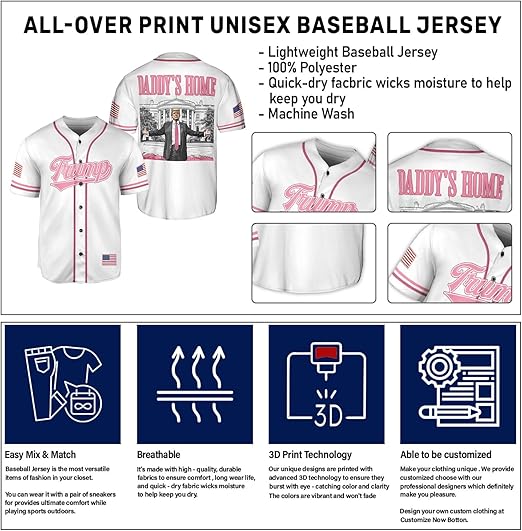 ALL-OVER PRINT UNISEX BASEBALL JERSEY
- Lightweight Baseball Jersey
- 100% Polyester
- Quick-dry facbric wicks moisture to help
keep you dry
- Machine Wash
DADDY'S HOME
Trump
Trump
DADDY'S HOME
Trump
3D
Easy Mix & Match
Baseball Jersey is the most versatile
items of fashion in your closet.
You can wear it with a pair of sneakers
for provides ultimate comfort while
playing sports outdoors.
Breathable
It's made with high - quality, durable
fabrics to ensure comfort , long wear life,
and quick - dry fabric wicks moisture
to help keep you dry.
3D Print Technology
Our unique designs are printed with
advanced 3D technology to ensure they
burst with eye - catching color and clarity
The colors are vibrant and won't fade
Able to be customized
Make your clothing unique . We provide
customized choose with our
professional designers which definitely
make you pleasure.
Design your own custom clothing at
Customize Now Botton.